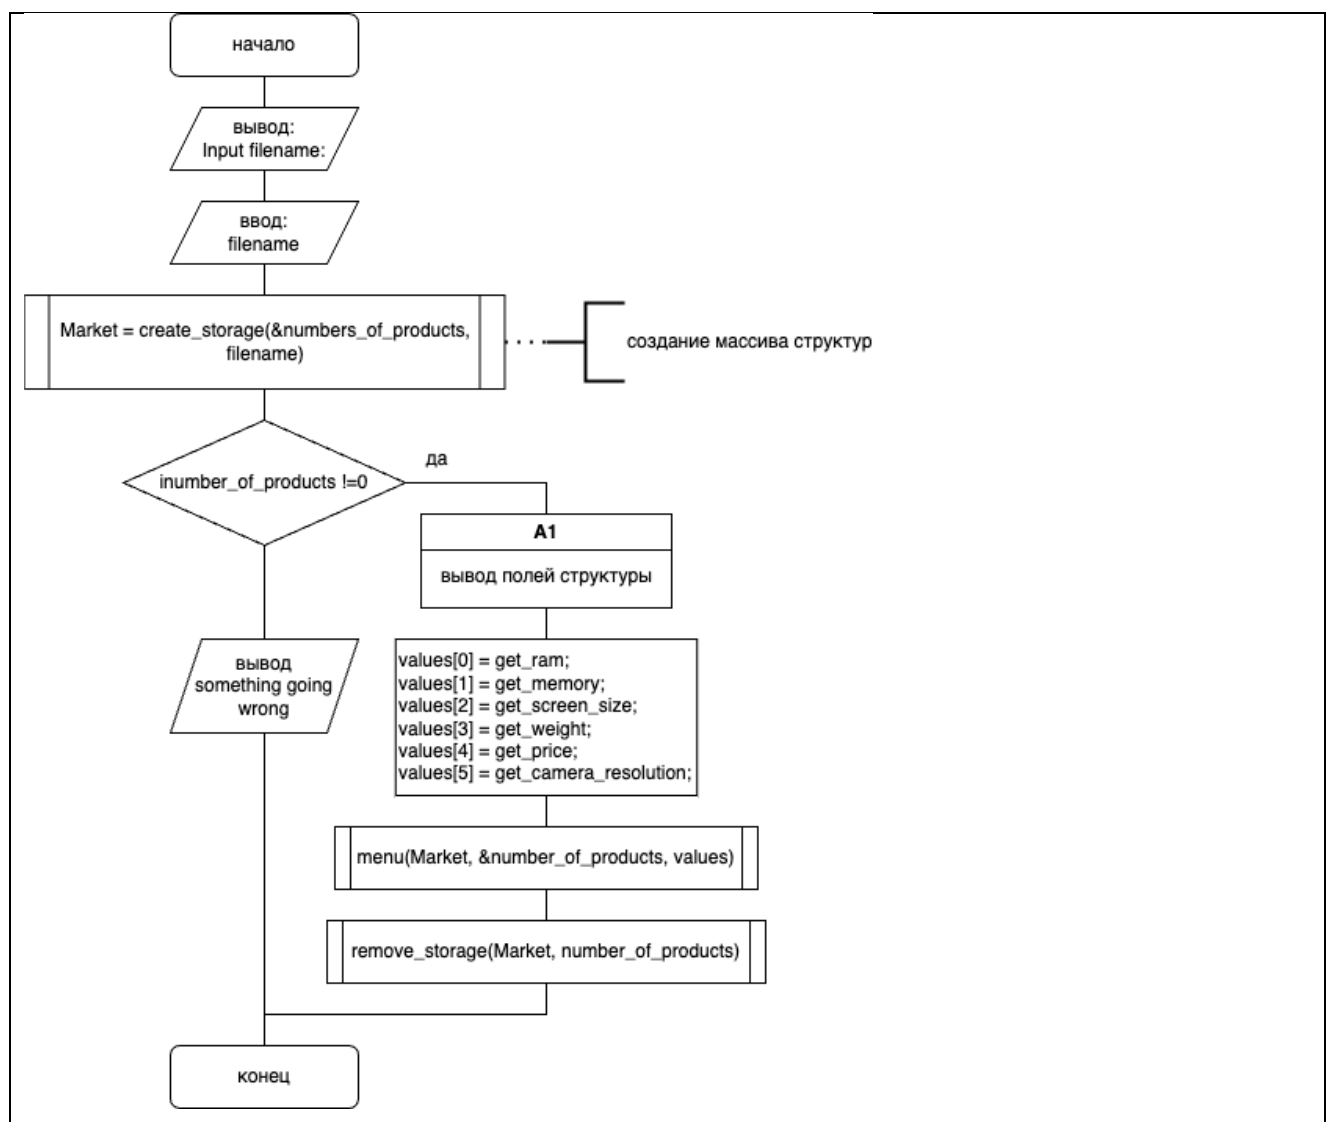 начало
вывод:
Input filename:
ввод:
filename
Market = create_storage(&numbers_of_products,
filename)
создание массива структур
inumber_of_products !=0
да
A1
вывод полей структуры
вывод
something going
wrong
values[0] = get_ram;
values[1] = get_memory;
values[2] = get_screen_size;
values[3] = get_weight;
values[4] = get_price;
values[5] = get_camera_resolution;
menu(Market, &number_of_products, values)
remove_storage(Market, number_of_products)
конец